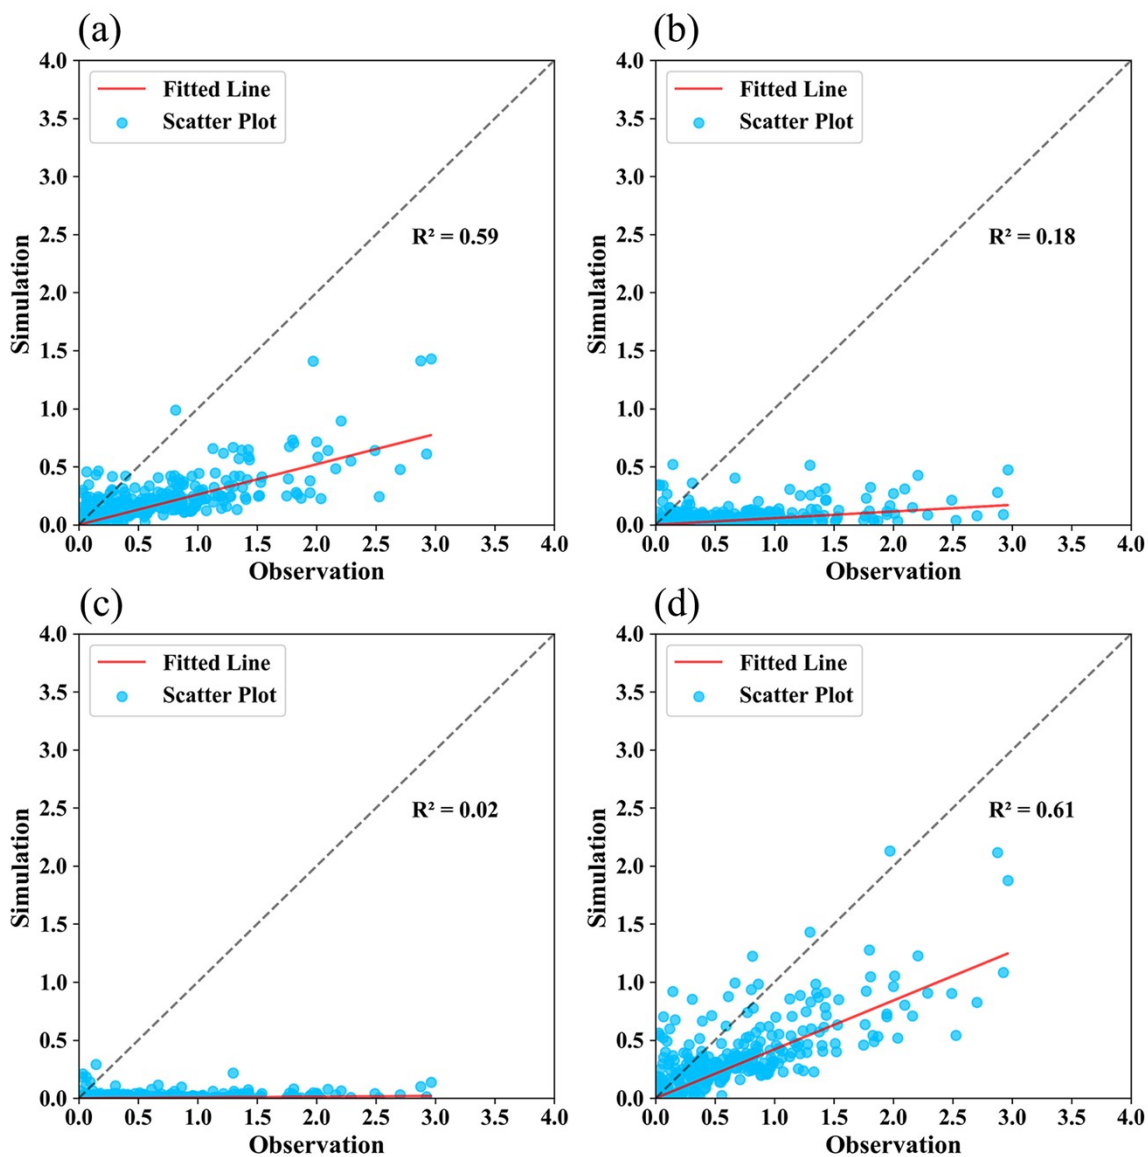 (a)
4.0
3.5
3.0
2.5
2.0
1.5
1.0
0.5
0.0
Simulation
Fitted Line
Scatter Plot
R² = 0.59
0.0 0.5 1.0 1.5 2.0 2.5 3.0 3.5 4.0
Observation
(b)
4.0
3.5
3.0
2.5
2.0
1.5
1.0
0.5
0.0
Simulation
Fitted Line
Scatter Plot
R² = 0.18
0.0 0.5 1.0 1.5 2.0 2.5 3.0 3.5 4.0
Observation
(c)
4.0
3.5
3.0
2.5
2.0
1.5
1.0
0.5
0.0
Simulation
Fitted Line
Scatter Plot
R² = 0.02
0.0 0.5 1.0 1.5 2.0 2.5 3.0 3.5 4.0
Observation
(d)
4.0
3.5
3.0
2.5
2.0
1.5
1.0
0.5
0.0
Simulation
Fitted Line
Scatter Plot
R² = 0.61
0.0 0.5 1.0 1.5 2.0 2.5 3.0 3.5 4.0
Observation